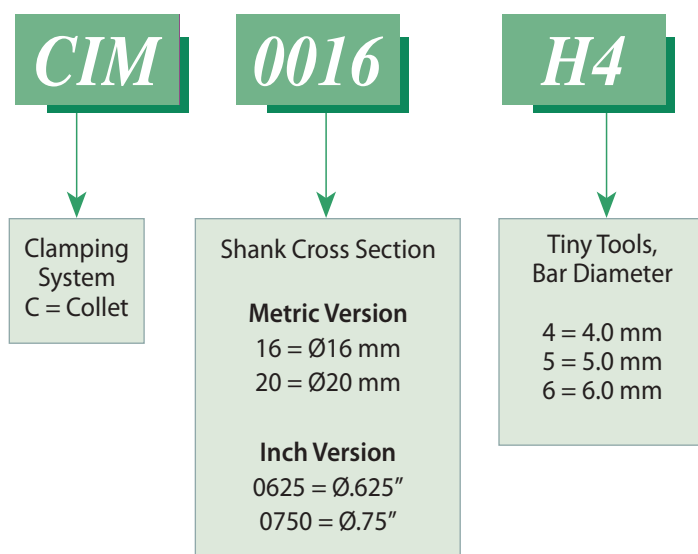 CIM 0016 H4
Clamping
System
C = Collet
Shank Cross Section
Metric Version
16 = Ø16 mm
20 = Ø20 mm
Inch Version
0625 = Ø.625″
0750 = Ø.75″
Tiny Tools,
Bar Diameter
4 = 4.0 mm
5 = 5.0 mm
6 = 6.0 mm